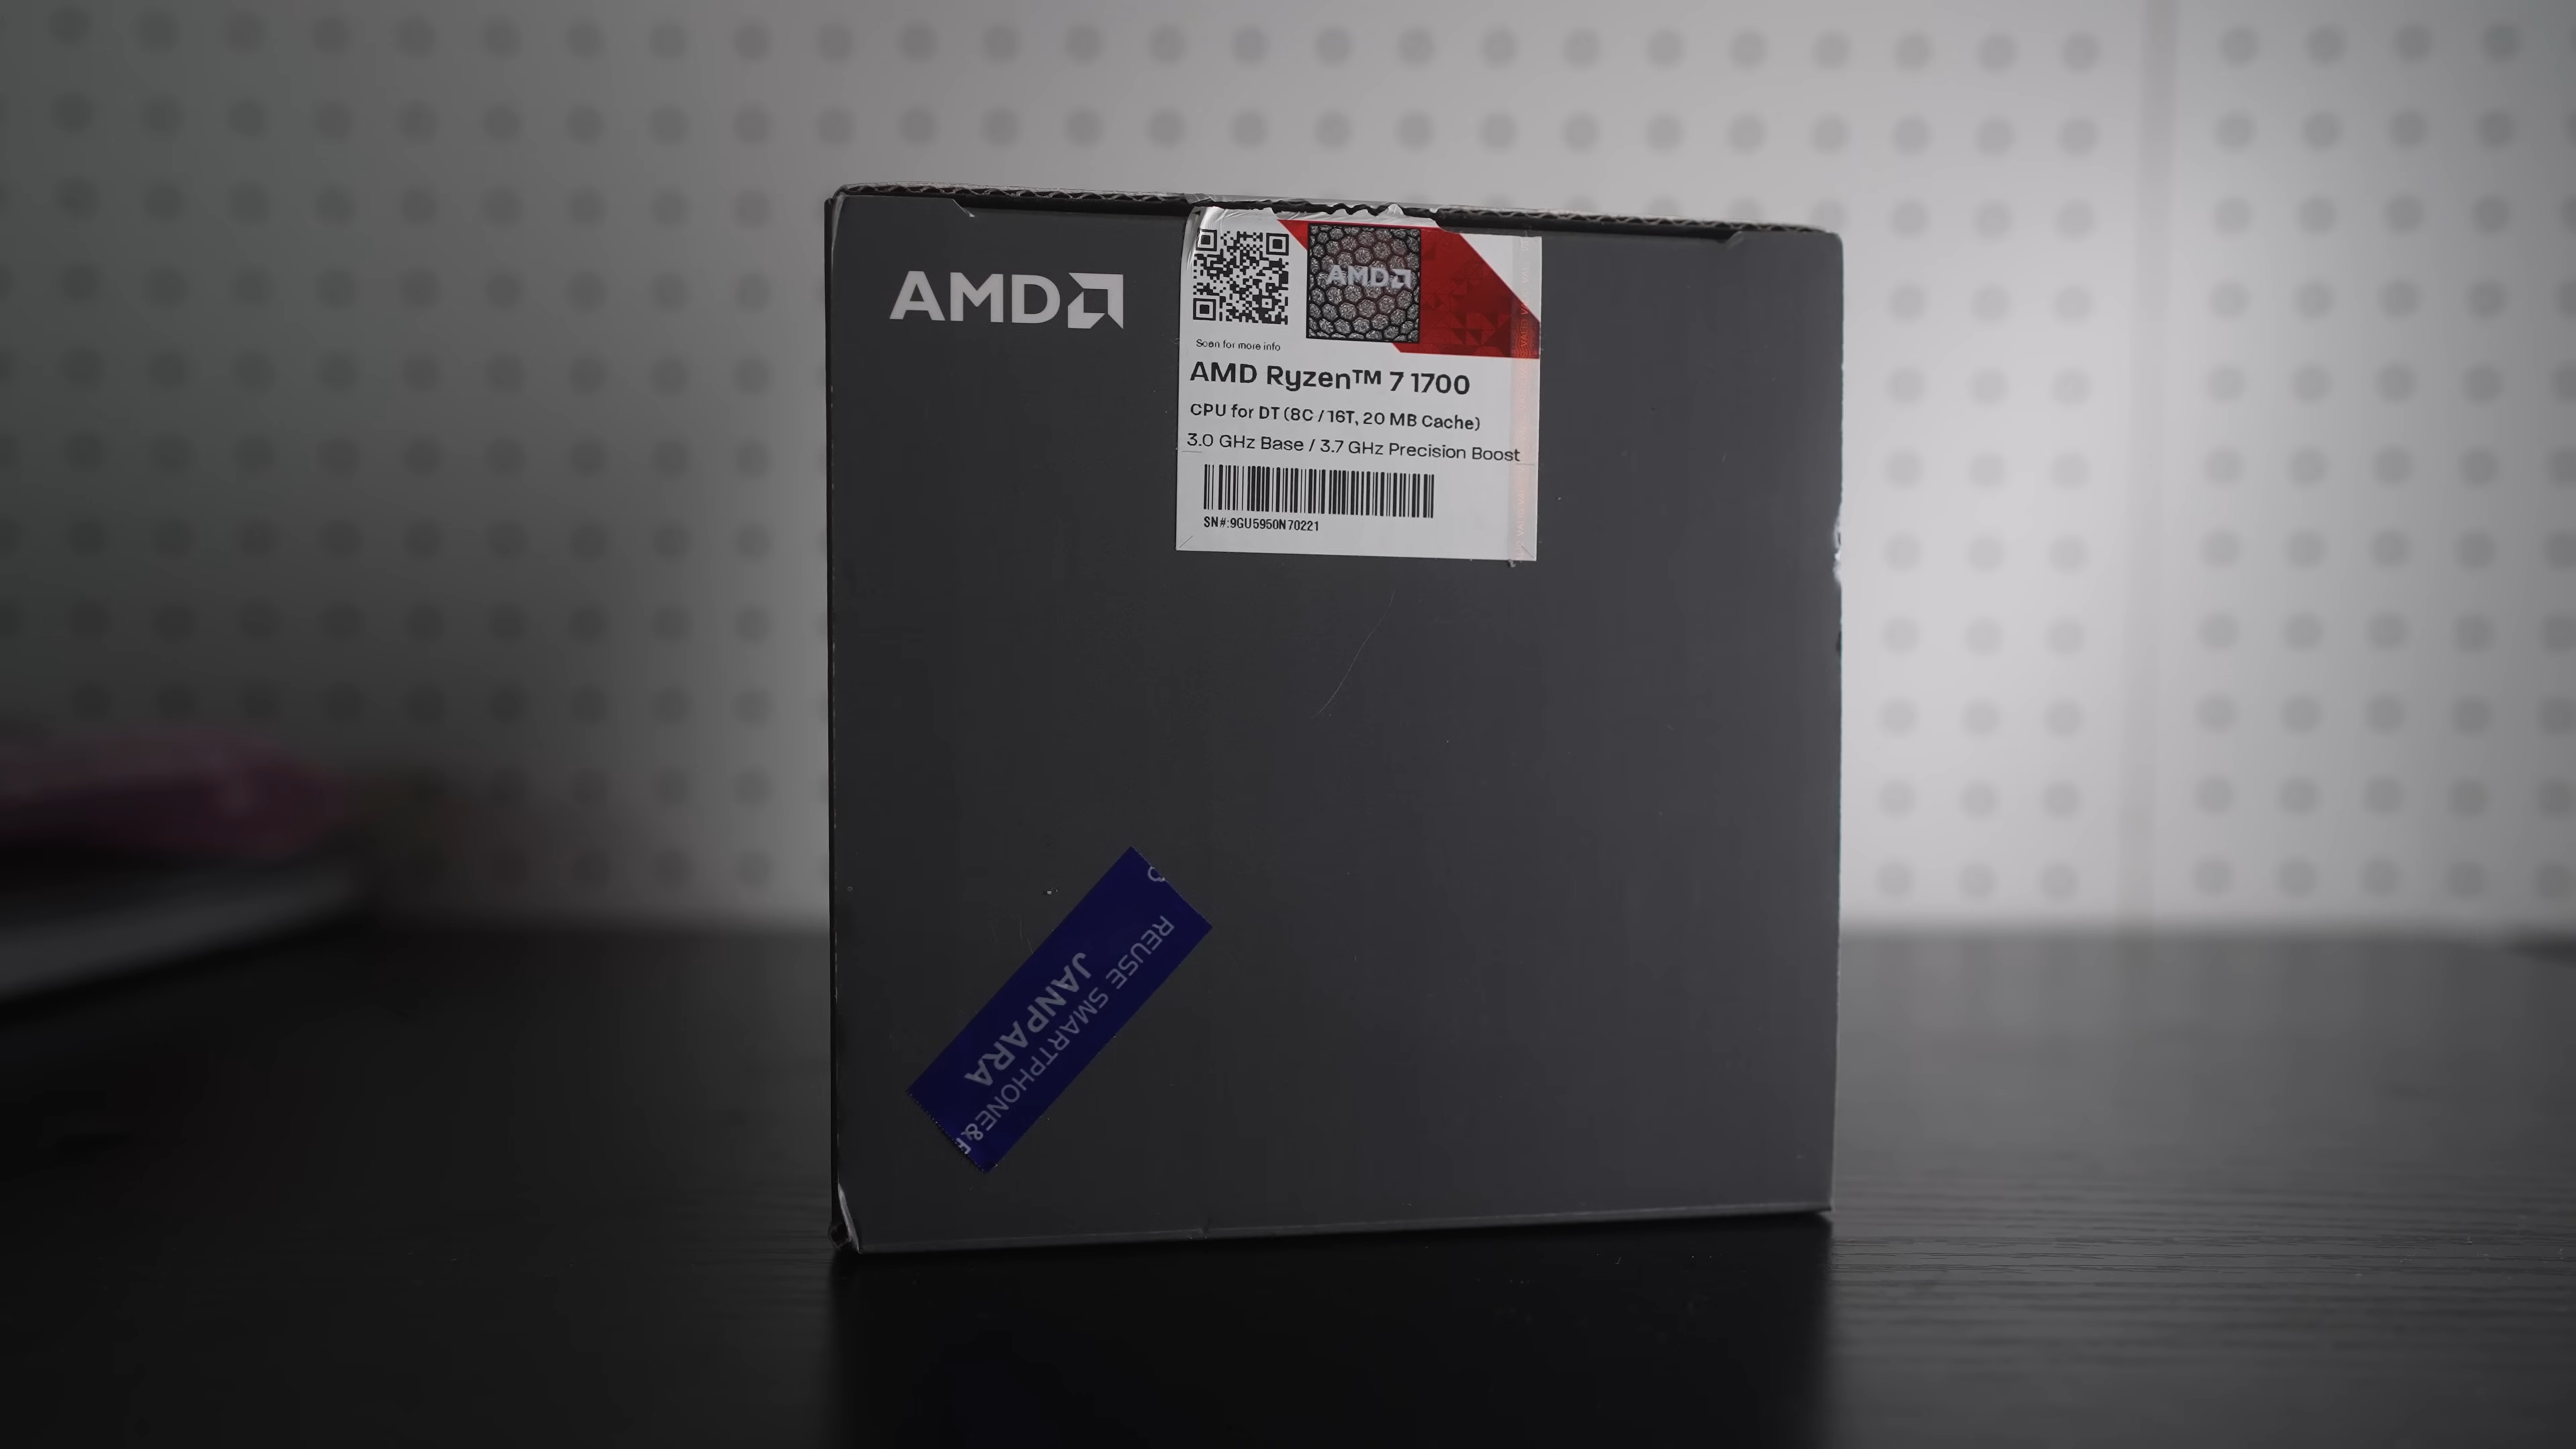 AMD
AMD
Scan for more info
AMD Ryzen™ 7 1700
CPU for DT (8C / 16T, 20 MB Cache)
3.0 GHz Base / 3.7 GHz Precision Boost
SN#:9GU5950N70221
REUSE SMARTPHONE&
JANPARA